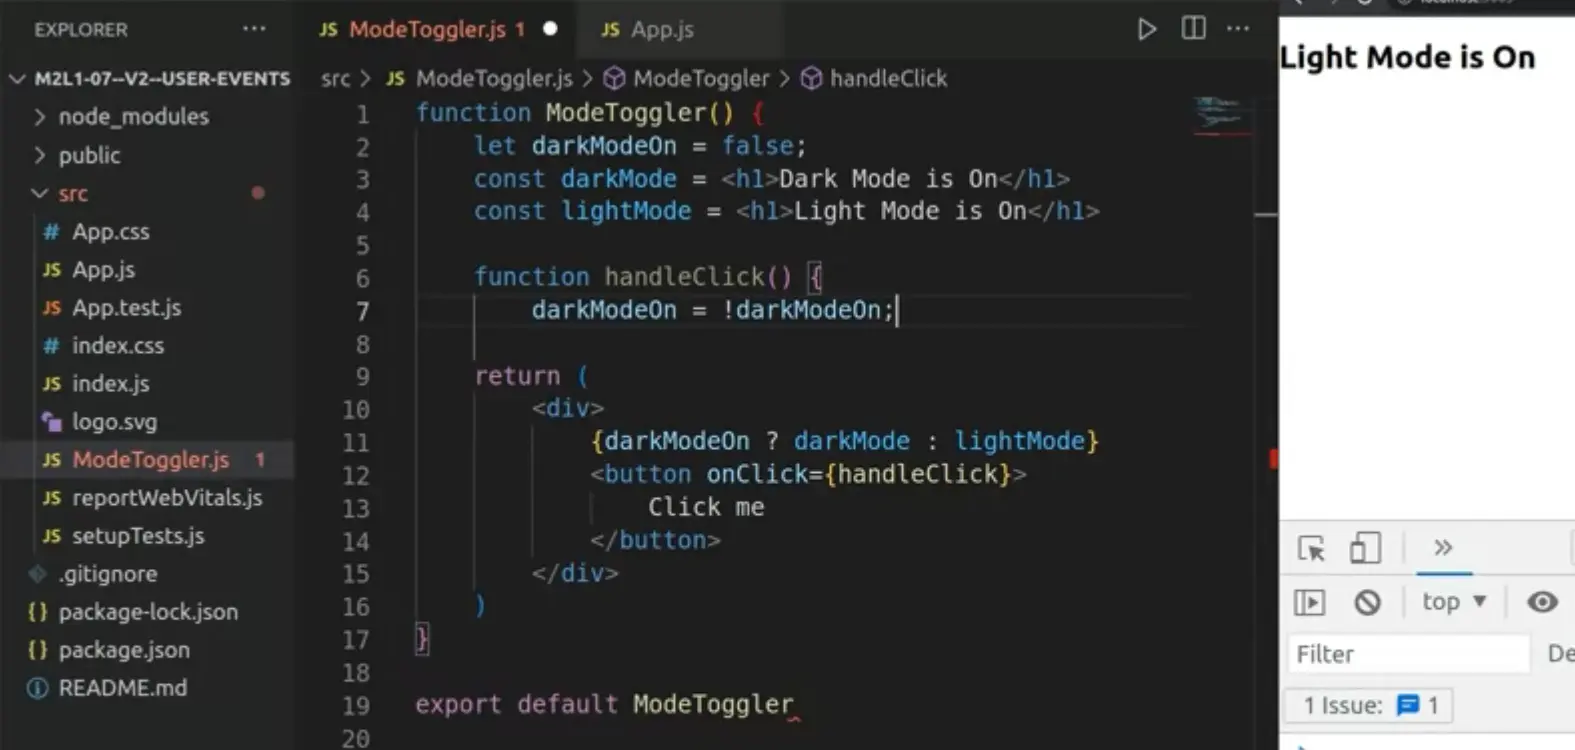 EXPLORER ...
M2L1-07--V2--USER-EVENTS
node_modules
public
src
# App.css
JS App.js
JS App.test.js
# index.css
JS index.js
logo.svg
JS ModeToggler.js 1
JS reportWebVitals.js
JS setupTests.js
.gitignore
{} package-lock.json
{} package.json
README.md
JS ModeToggler.js 1
JS App.js
src > JS ModeToggler.js > ModeToggler > handleClick
1 function ModeToggler() {
2 let darkModeOn = false;
3 const darkMode = <h1>Dark Mode is On</h1>
4 const lightMode = <h1>Light Mode is On</h1>
5
6 function handleClick() {
7 darkModeOn = !darkModeOn;
8
9 return (
10 <div>
11 {darkModeOn ? darkMode : lightMode}
12 <button onClick={handleClick}>
13 Click me
14 </button>
15 </div>
16 )
17 }
18
19 export default ModeToggler
20
Light Mode is On
top
Filter
De
1 Issue: 1